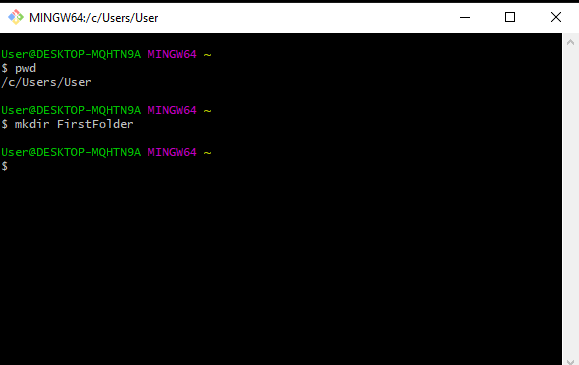 MINGW64:/c/Users/User
User@DESKTOP-MQHTN9A MINGW64 ~
$ pwd
/c/Users/User
User@DESKTOP-MQHTN9A MINGW64 ~
$ mkdir FirstFolder
User@DESKTOP-MQHTN9A MINGW64 ~
$